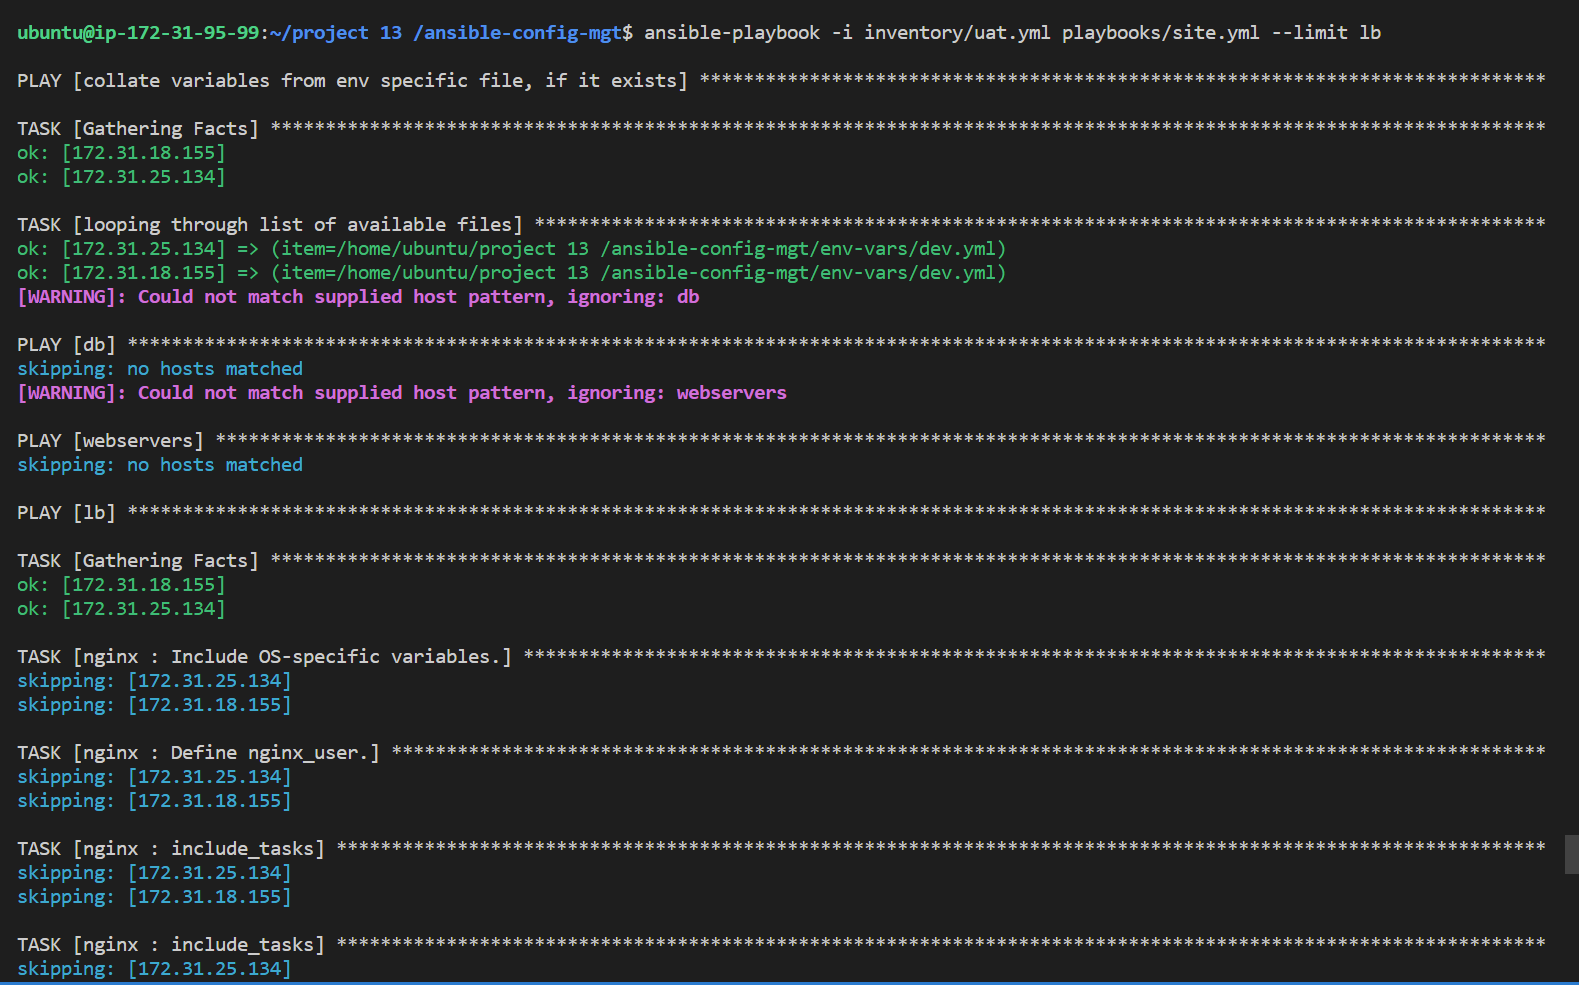 ubuntu@ip-172-31-95-99:~/project 13 /ansible-config-mgt$ ansible-playbook -i inventory/uat.yml playbooks/site.yml --limit lb
PLAY [collate variables from env specific file, if it exists] *****************************************************************************
TASK [Gathering Facts] ********************************************************************************************************************
ok: [172.31.18.155]
ok: [172.31.25.134]
TASK [looping through list of available files] ********************************************************************************************
ok: [172.31.25.134] => (item=/home/ubuntu/project 13 /ansible-config-mgt/env-vars/dev.yml)
ok: [172.31.18.155] => (item=/home/ubuntu/project 13 /ansible-config-mgt/env-vars/dev.yml)
[WARNING]: Could not match supplied host pattern, ignoring: db
PLAY [db] *********************************************************************************************************************************
skipping: no hosts matched
[WARNING]: Could not match supplied host pattern, ignoring: webservers
PLAY [webservers] *************************************************************************************************************************
skipping: no hosts matched
PLAY [lb] *********************************************************************************************************************************
TASK [Gathering Facts] ********************************************************************************************************************
ok: [172.31.18.155]
ok: [172.31.25.134]
TASK [nginx : Include OS-specific variables.] *********************************************************************************************
skipping: [172.31.25.134]
skipping: [172.31.18.155]
TASK [nginx : Define nginx_user.] *********************************************************************************************************
skipping: [172.31.25.134]
skipping: [172.31.18.155]
TASK [nginx : include_tasks] **************************************************************************************************************
skipping: [172.31.25.134]
skipping: [172.31.18.155]
TASK [nginx : include_tasks] **************************************************************************************************************
skipping: [172.31.25.134]